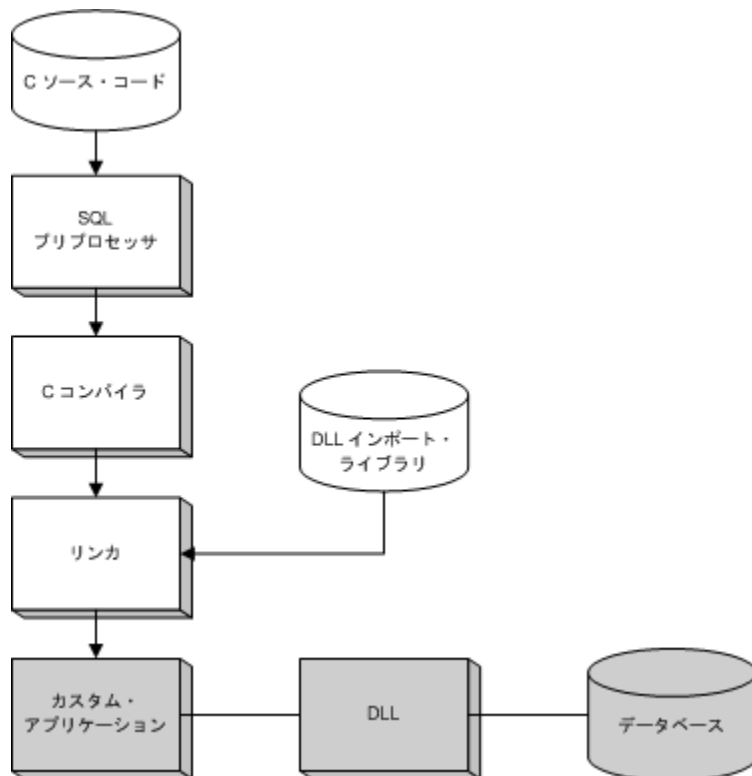 C ソース・コード
SQL
プリプロセッサ
C コンパイラ
DLL インポート・
ライブラリ
リンカ
カスタム・
アプリケーション
DLL
データベース